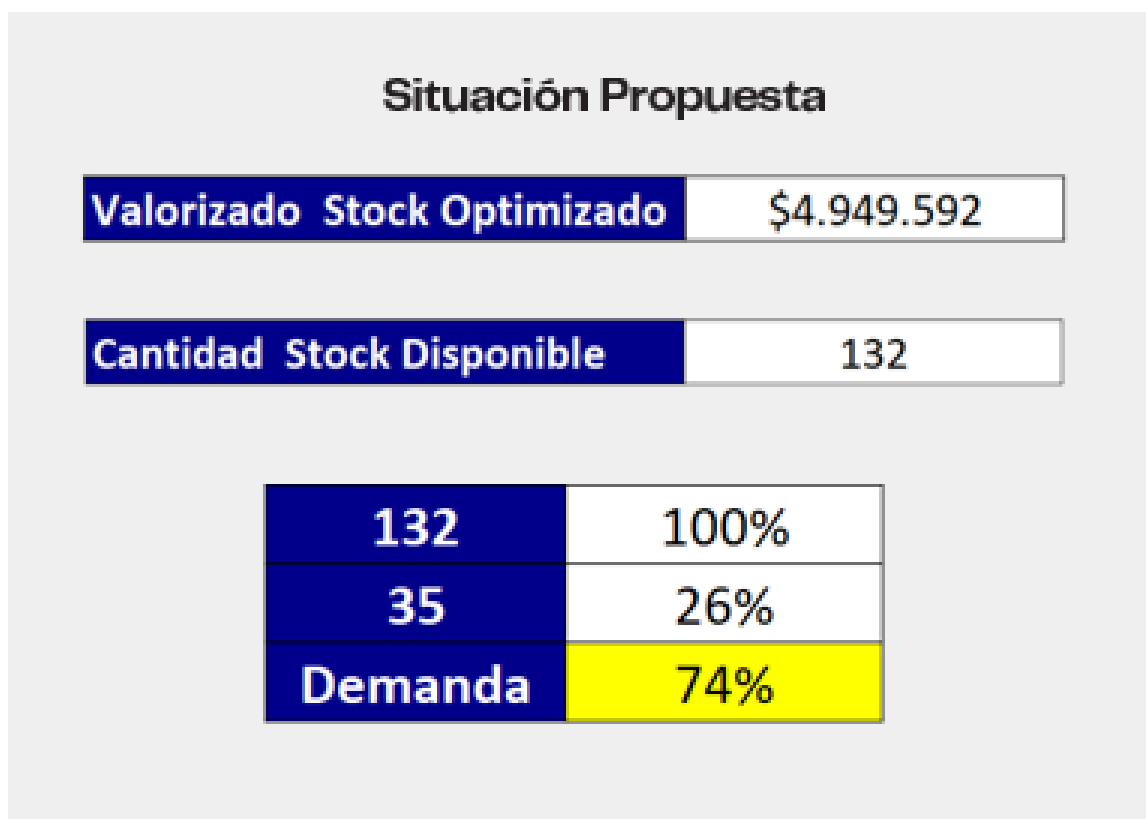 Situación Propuesta
Valorizado Stock Optimizado $4.949.592
Cantidad Stock Disponible 132
132 100%
35 26%
Demanda 74%